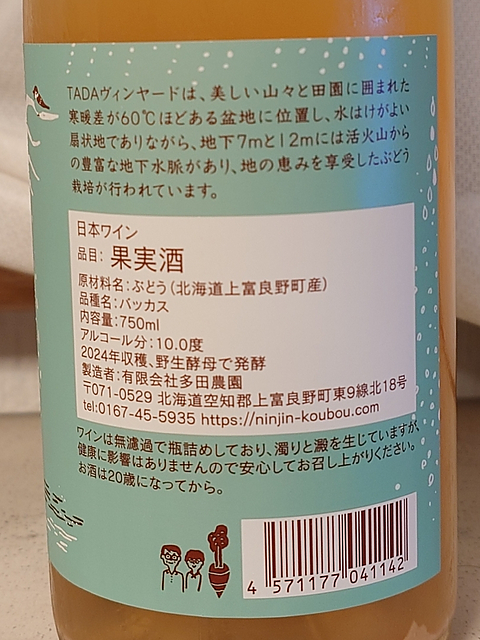 TADAヴィンヤードは、美しい山々と田園に囲まれた
寒暖差が60℃ほどある盆地に位置し、水はけがよい
扇状地でありながら、地下7mと12mには活火山から
の豊富な地下水脈があり、地の恵みを享受したぶどう
栽培が行われています。
日本ワイン
品目：果実酒
原材料名：ぶどう（北海道上富良野町産）
品種名：バッカス
内容量：750ml
アルコール分：10.0度
2024年収穫、野生酵母で発酵
製造者：有限会社多田農園
〒071-0529 北海道空知郡上富良野町東9線北18号
tel:0167-45-5935 https://ninjin-koubou.com
ワインは無濾過で瓶詰めしており、濁りと澱を生じていますが、
健康に影響はありませんので安心してお召し上がりください。
お酒は20歳になってから。
4 571177 041142